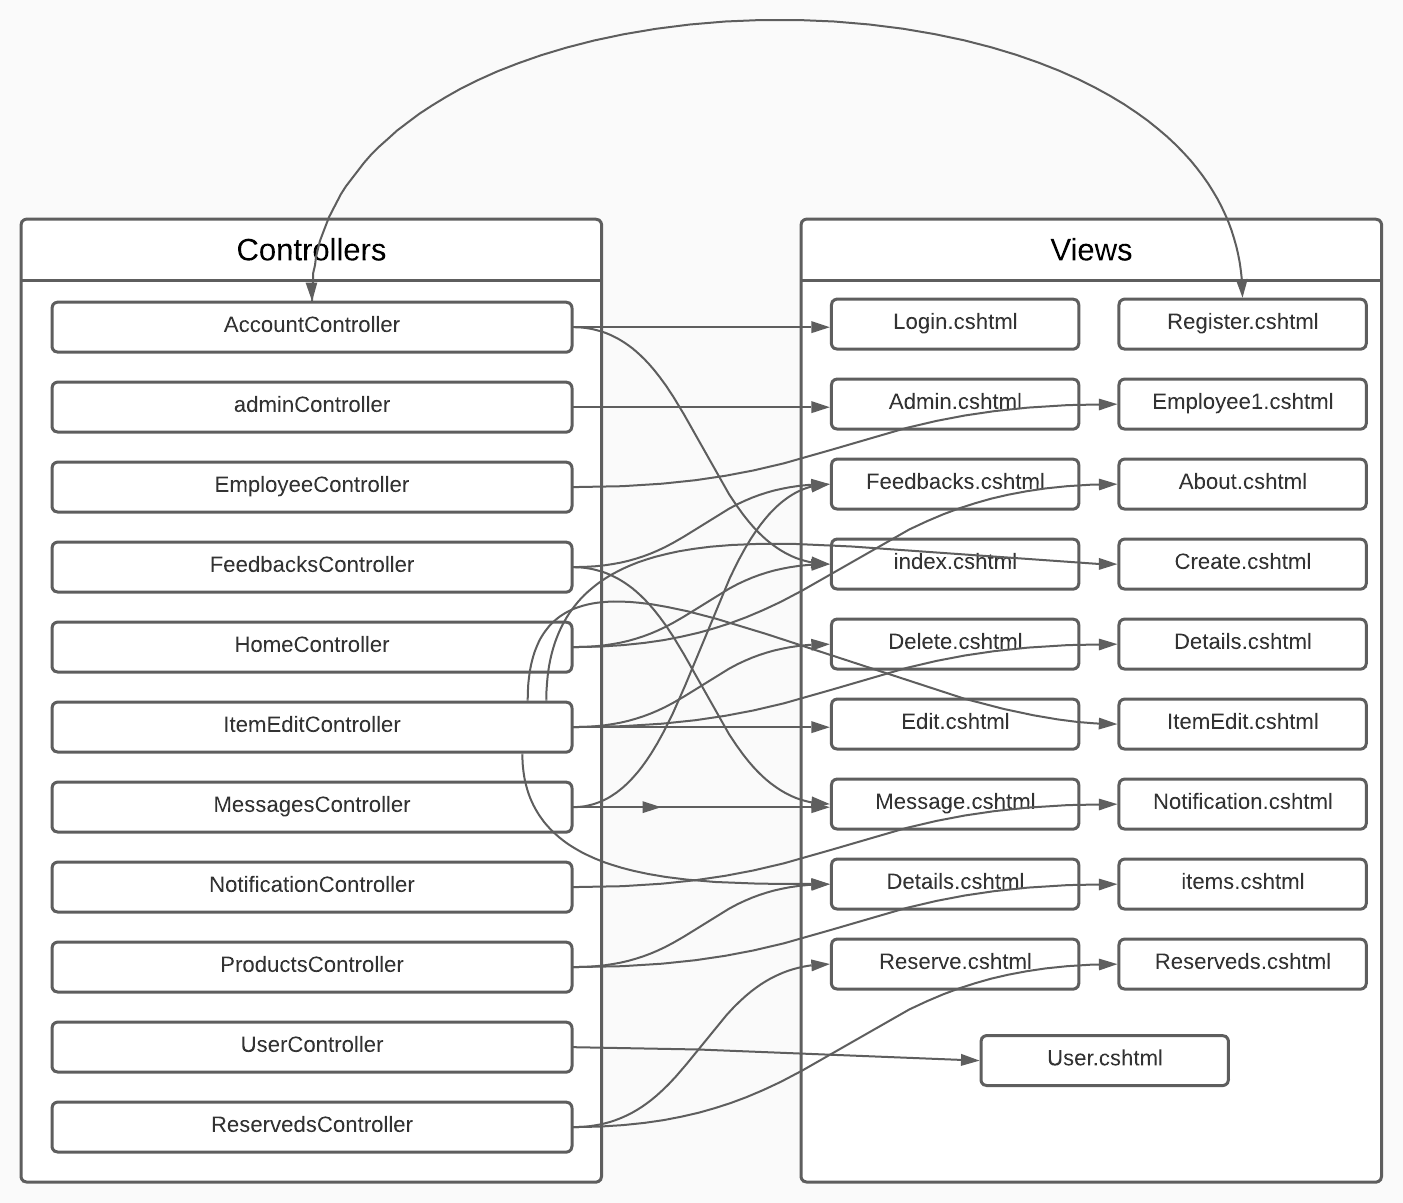 Controllers
AccountController
adminController
EmployeeController
FeedbacksController
HomeController
ItemEditController
MessagesController
NotificationController
ProductsController
UserController
ReservedsController
Views
Login.cshtml
Register.cshtml
Admin.cshtml
Employee1.cshtml
Feedbacks.cshtml
About.cshtml
index.cshtml
Create.cshtml
Delete.cshtml
Details.cshtml
Edit.cshtml
ItemEdit.cshtml
Message.cshtml
Notification.cshtml
Details.cshtml
items.cshtml
Reserve.cshtml
Reserveds.cshtml
User.cshtml